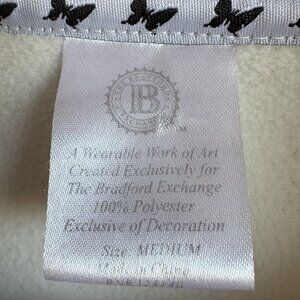 B
A Wearable Work of Art
Created Exclusively for
The Bradford Exchange
100% Polyester
Exclusive of Decoration
Size: MEDIUM
Made in China